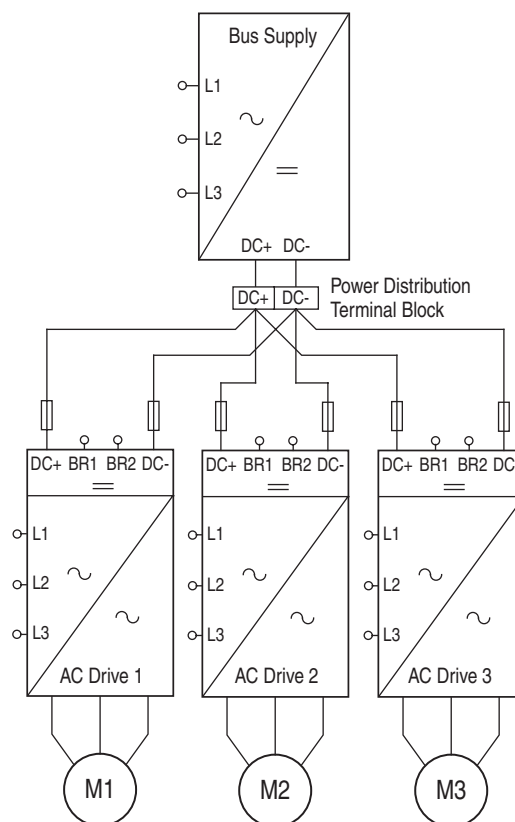 Bus Supply
L1
L2
L3
DC+ DC-
DC+ DC-
Power Distribution
Terminal Block
DC+ BR1 BR2 DC-
L1
L2
L3
AC Drive 1
M1
DC+ BR1 BR2 DC-
L1
L2
L3
AC Drive 2
M2
DC+ BR1 BR2 DC
L1
L2
L3
AC Drive 3
M3